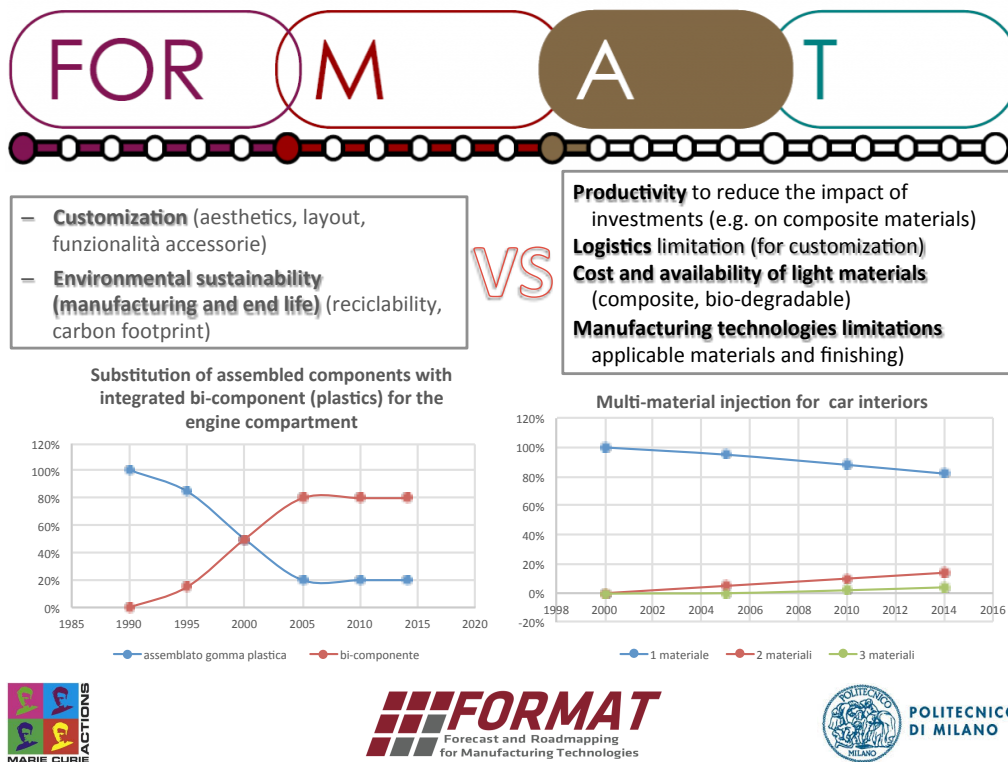 FOR M A T
– Customization (aesthetics, layout,
funzionalità accessorie)
– Environmental sustainability
(manufacturing and end life) (reciclability,
carbon footprint)
VS
Productivity to reduce the impact of
investments (e.g. on composite materials)
Logistics limitation (for customization)
Cost and availability of light materials
(composite, bio-degradable)
Manufacturing technologies limitations
applicable materials and finishing)
Substitution of assembled components with
integrated bi-component (plastics) for the
engine compartment
120%
100%
80%
60%
40%
20%
0%
1985 1990 1995 2000 2005 2010 2015 2020
assemblato gomma plastica bi-componente
Multi-material injection for car interiors
120%
100%
80%
60%
40%
20%
0%
-20%
1998 2000 2002 2004 2006 2008 2010 2012 2014 2016
1 materiale 2 materiali 3 materiali
MARIE CURIE
ACTIONS
FORMAT
Forecast and Roadmapping
for Manufacturing Technologies
POLITECNICO
MILANO
POLITECNICO
DI MILANO